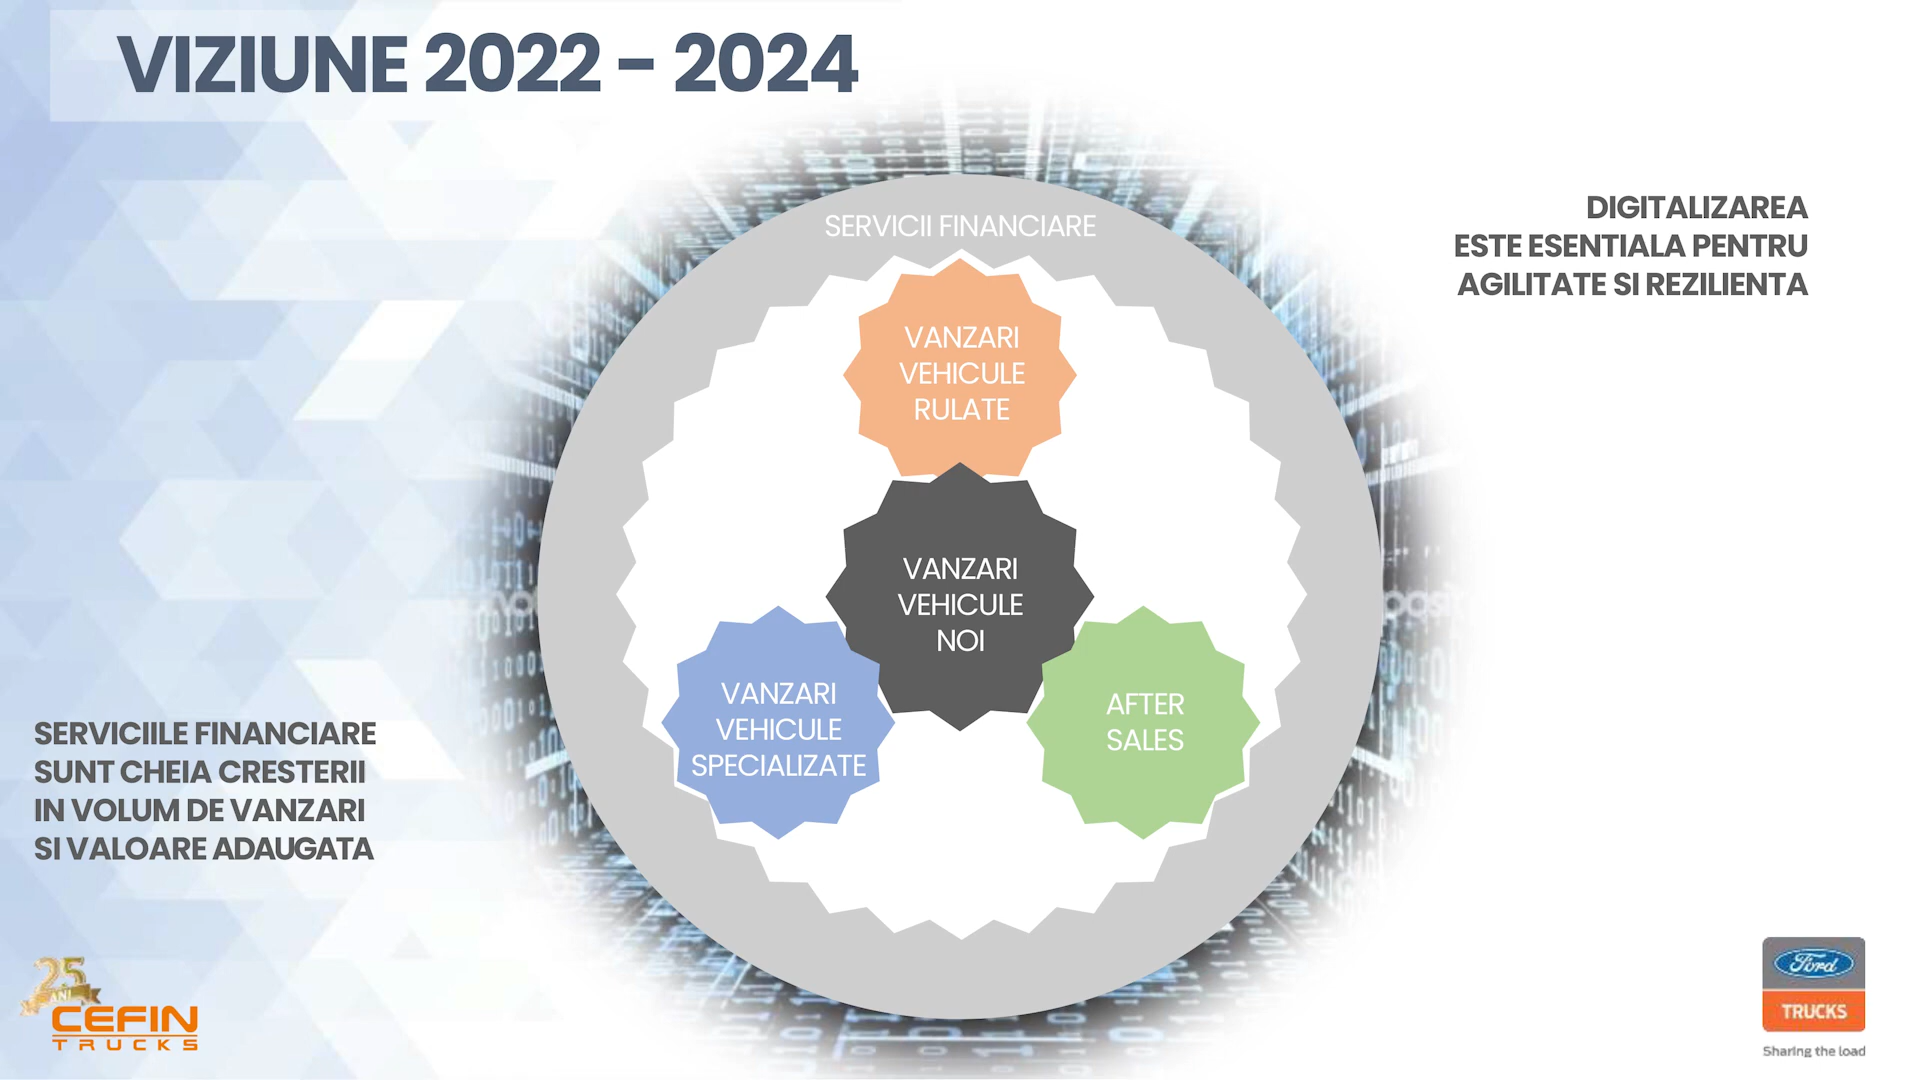 VIZIUNE 2022 - 2024
SERVICII FINANCIARE
DIGITALIZAREA
ESTE ESENTIALA PENTRU
AGILITATE SI REZILIENTA
VANZARI
VEHICULE
RULATE
VANZARI
VEHICULE
NOI
VANZARI
VEHICULE
SPECIALIZATE
AFTER
SALES
SERVICIILE FINANCIARE
SUNT CHEIA CRESTERII
IN VOLUM DE VANZARI
SI VALOARE ADAUGATA
25
ANI
CEFIN
TRUCKS
Ford
TRUCKS
Sharing the load